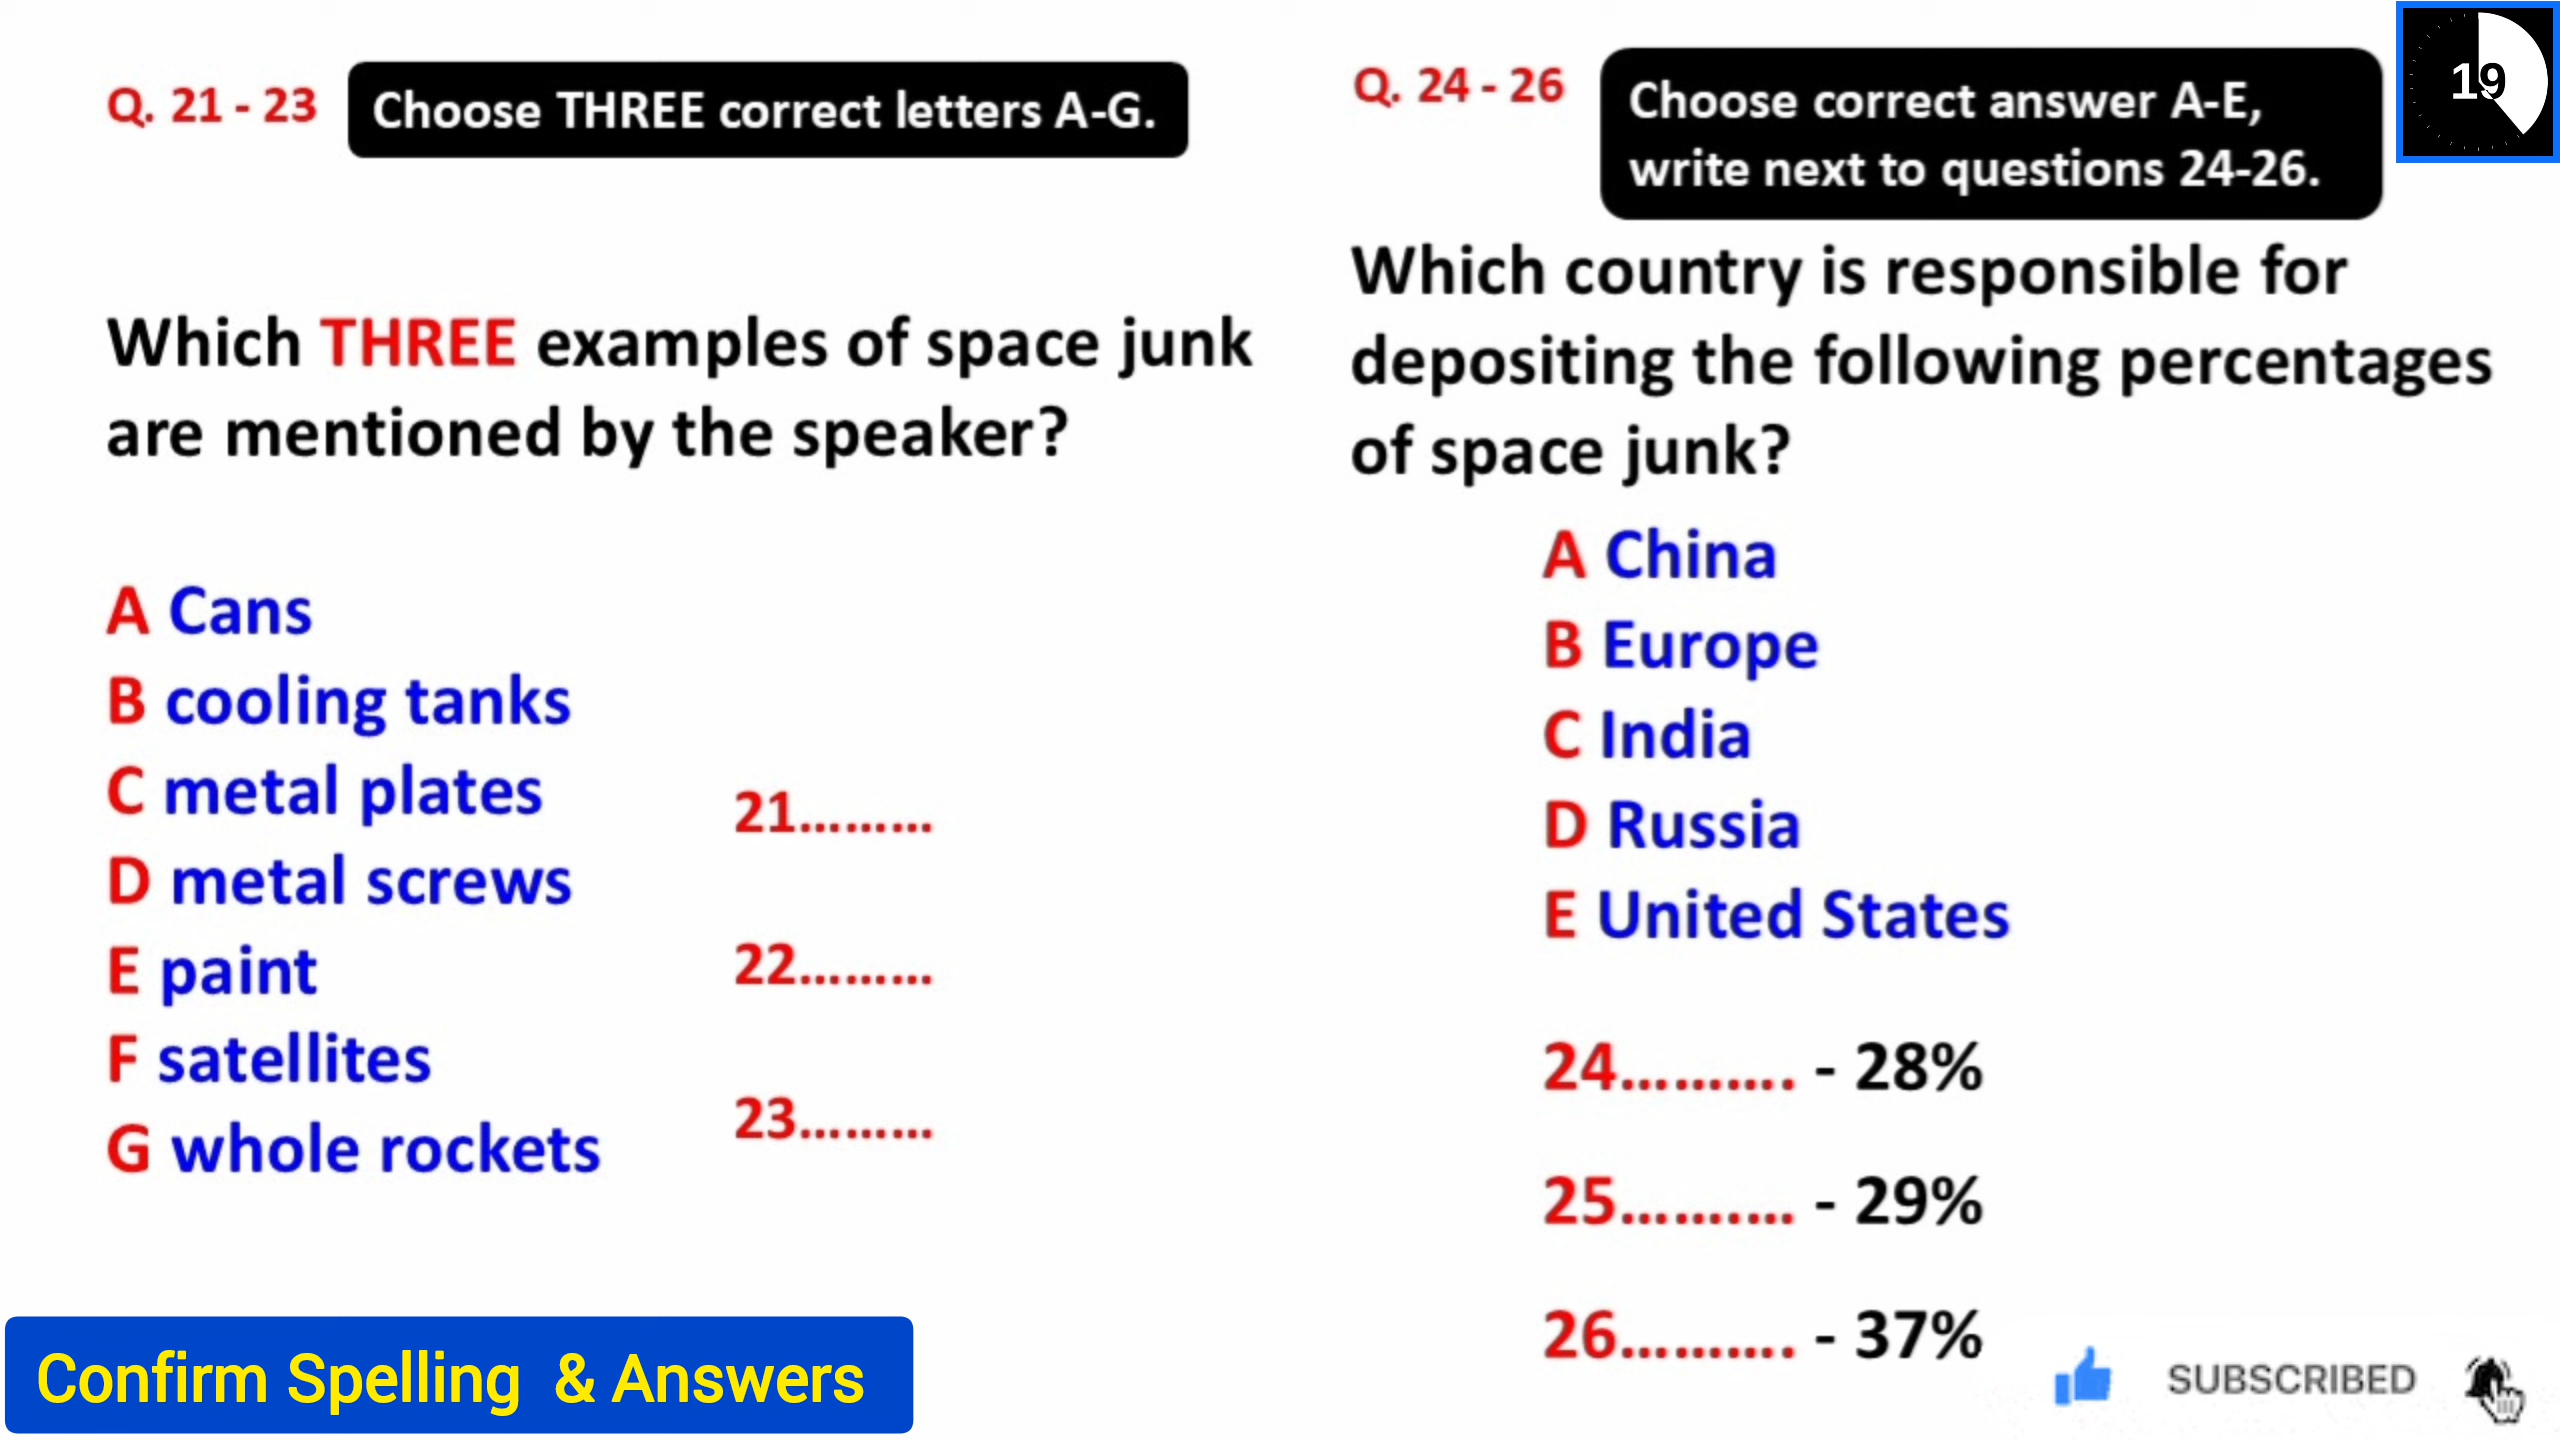 Q. 21 - 23
Choose THREE correct letters A-G.
Which THREE examples of space junk
are mentioned by the speaker?
A Cans
B cooling tanks
C metal plates
D metal screws
E paint
F satellites
G whole rockets
21.........
22.........
23.........
Confirm Spelling & Answers
Q. 24 - 26
Choose correct answer A-E,
write next to questions 24-26.
19
Which country is responsible for
depositing the following percentages
of space junk?
A China
B Europe
C India
D Russia
E United States
24.......... - 28%
25.......... - 29%
26.......... - 37%
SUBSCRIBED